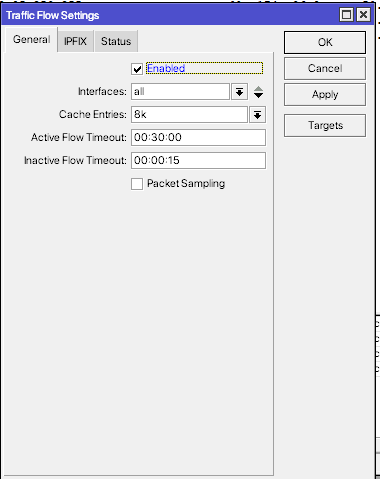 Traffic Flow Settings
General IPFIX Status
OK
Enabled
Cancel
Interfaces: all
Apply
Cache Entries: 8k
Targets
Active Flow Timeout: 00:30:00
Inactive Flow Timeout: 00:00:15
Packet Sampling